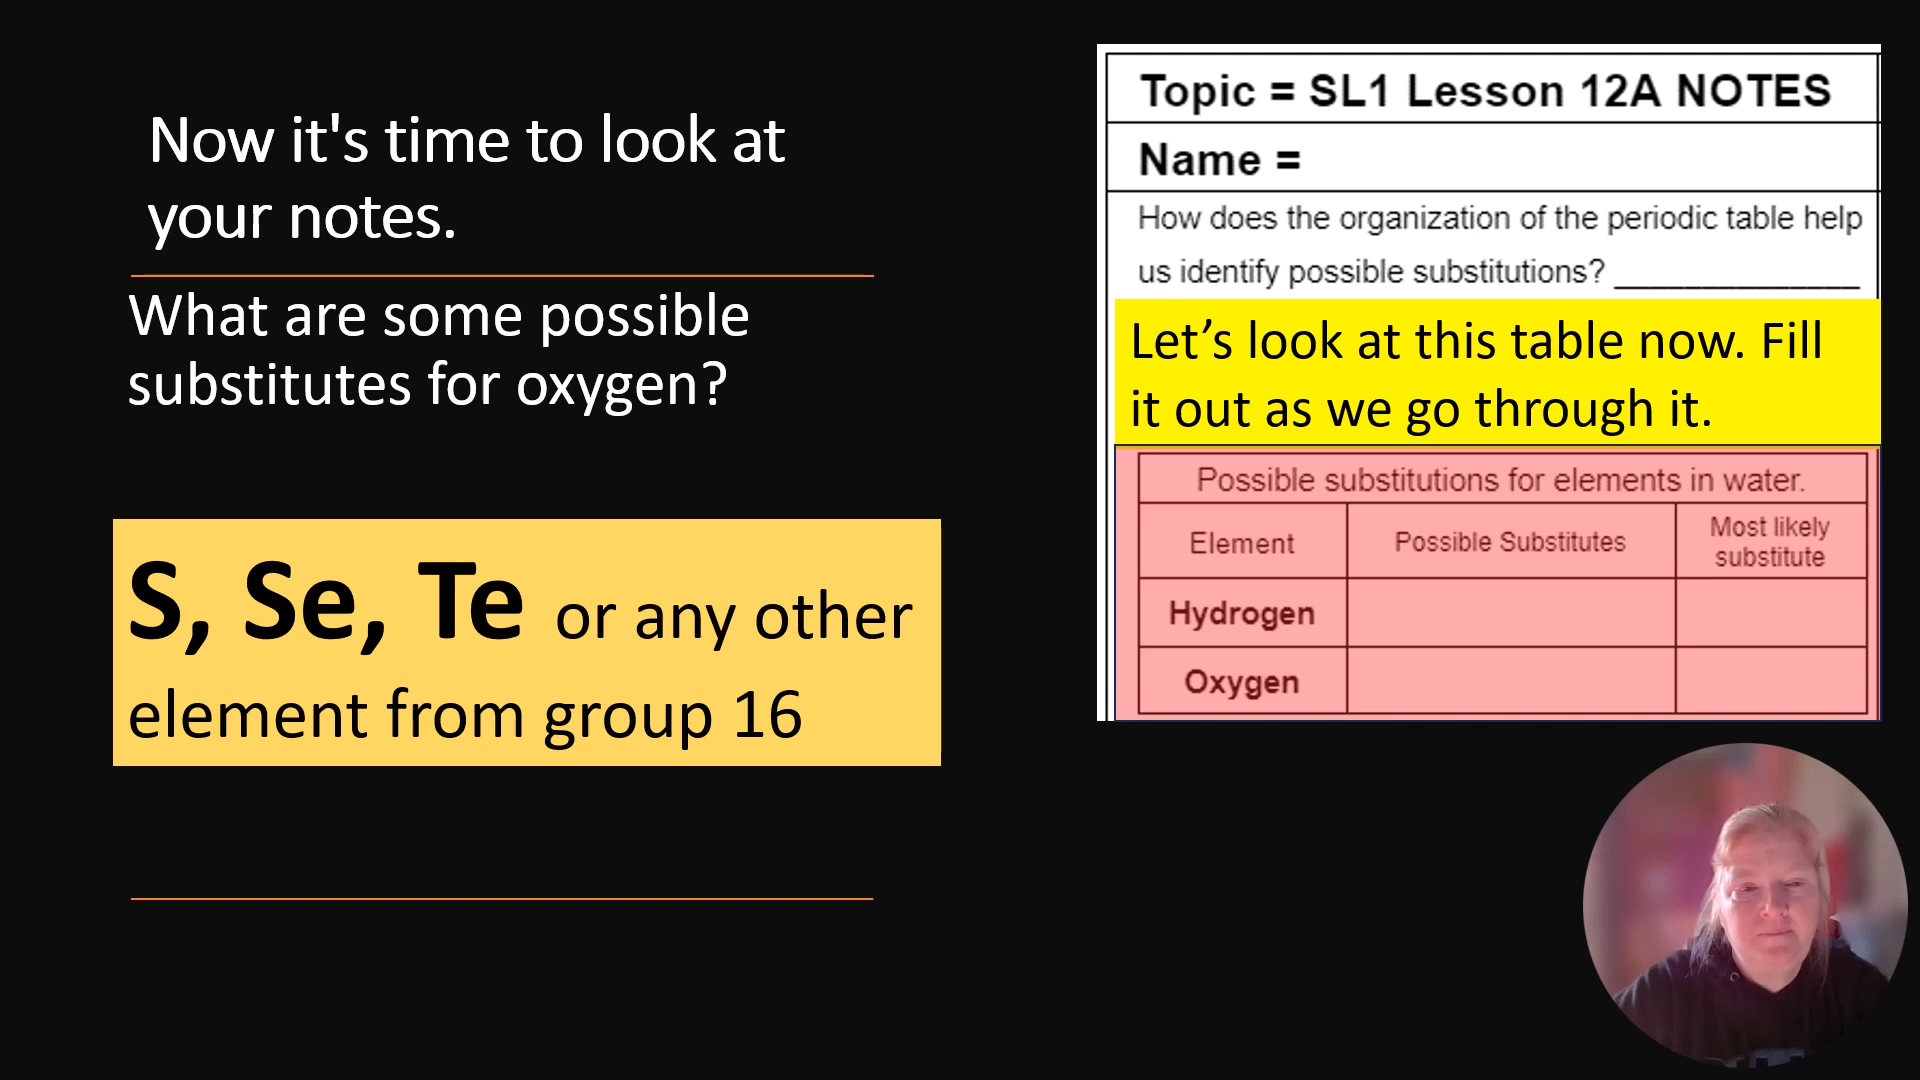 Now it's time to look at
your notes.
What are some possible
substitutes for oxygen?
S, Se, Te or any other
element from group 16
Topic = SL1 Lesson 12A NOTES
Name =
How does the organization of the periodic table help
us identify possible substitutions? ______________
Let’s look at this table now. Fill
it out as we go through it.
Possible substitutions for elements in water.
Element
Possible Substitutes
Most likely
substitute
Hydrogen
Oxygen